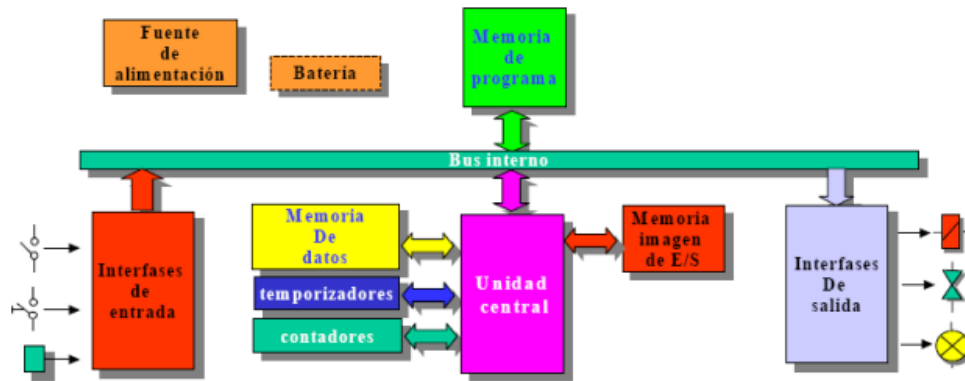 Fuente
de
alimentación
Batería
Memoria
de
programa
Bus interno
Interfases
de
entrada
Memoria
De
datos
temporizadores
contadores
Unidad
central
Memoria
imagen
de E/S
Interfases
De
salida